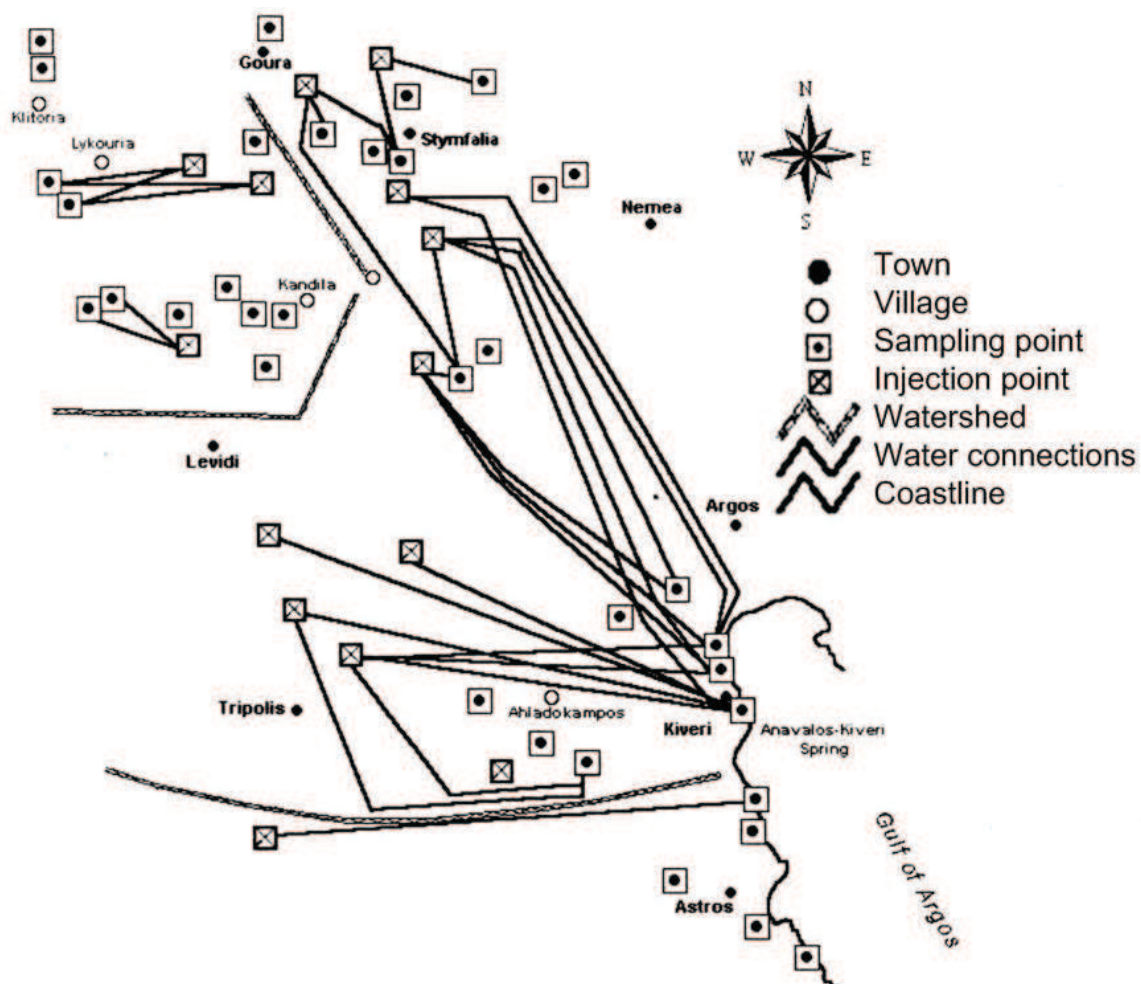 Goura
Klitoria
Lykouria
Stymfalia
Nemea
Kandila
Levidi
Argos
Tripolis
Ahladokampos
Kiveri
Anavalos-Kiveri
Spring
Astros
Gulf of Argos
N
W
E
S
Town
Village
Sampling point
Injection point
Watershed
Water connections
Coastline